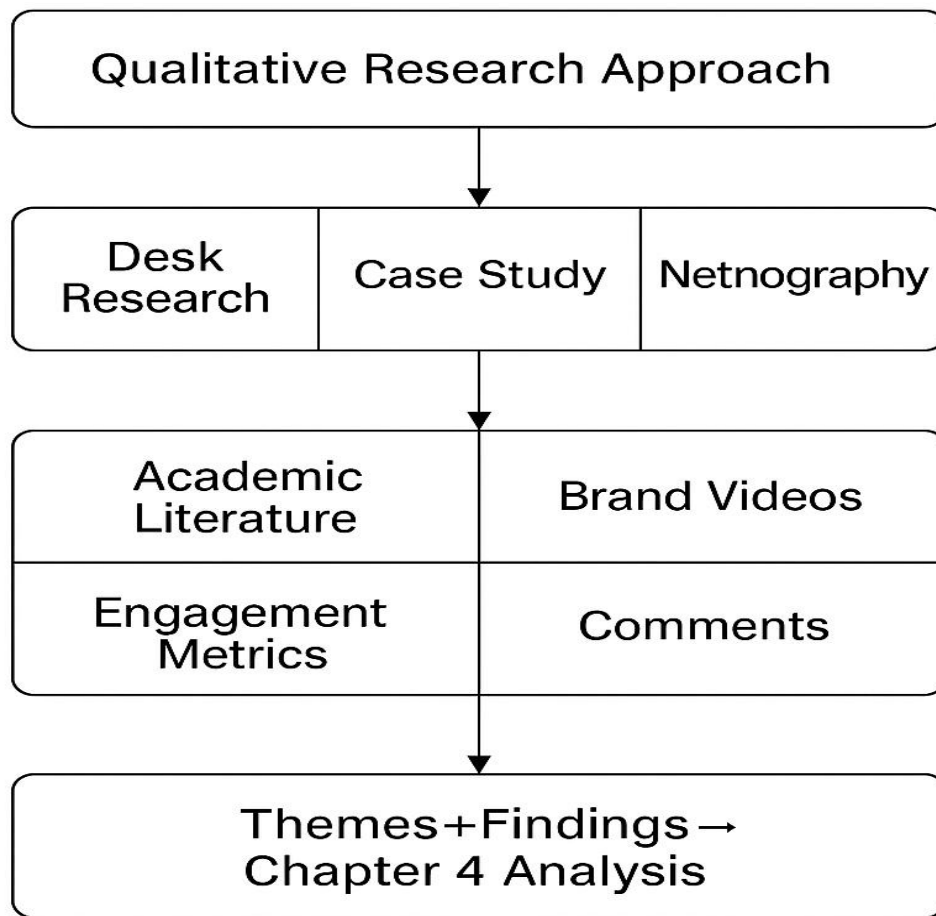 Qualitative Research Approach
Desk
Research
Case Study
Netnography
Academic
Literature
Brand Videos
Engagement
Metrics
Comments
Themes+Findings→
Chapter 4 Analysis